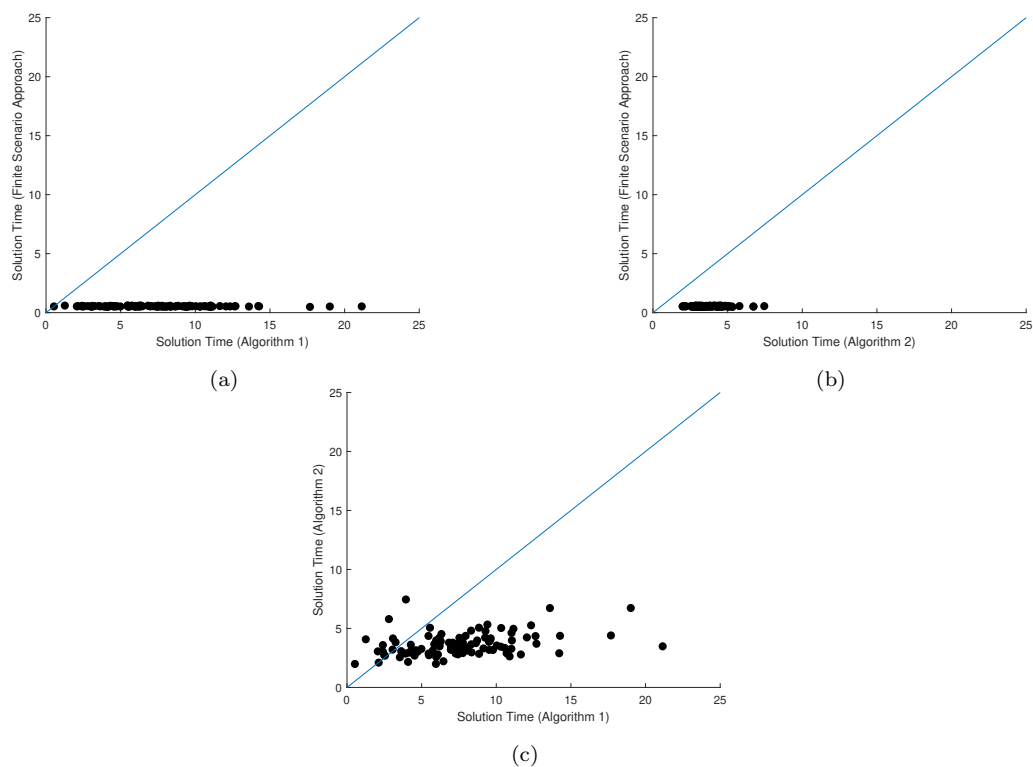 25
20
15
10
5
0
Solution Time (Finite Scenario Approach)
0 5 10 15 20 25
Solution Time (Algorithm 1)
(a)
25
20
15
10
5
0
Solution Time (Finite Scenario Approach)
0 5 10 15 20 25
Solution Time (Algorithm 2)
(b)
25
20
15
10
5
0
Solution Time (Algorithm 2)
0 5 10 15 20 25
Solution Time (Algorithm 1)
(c)